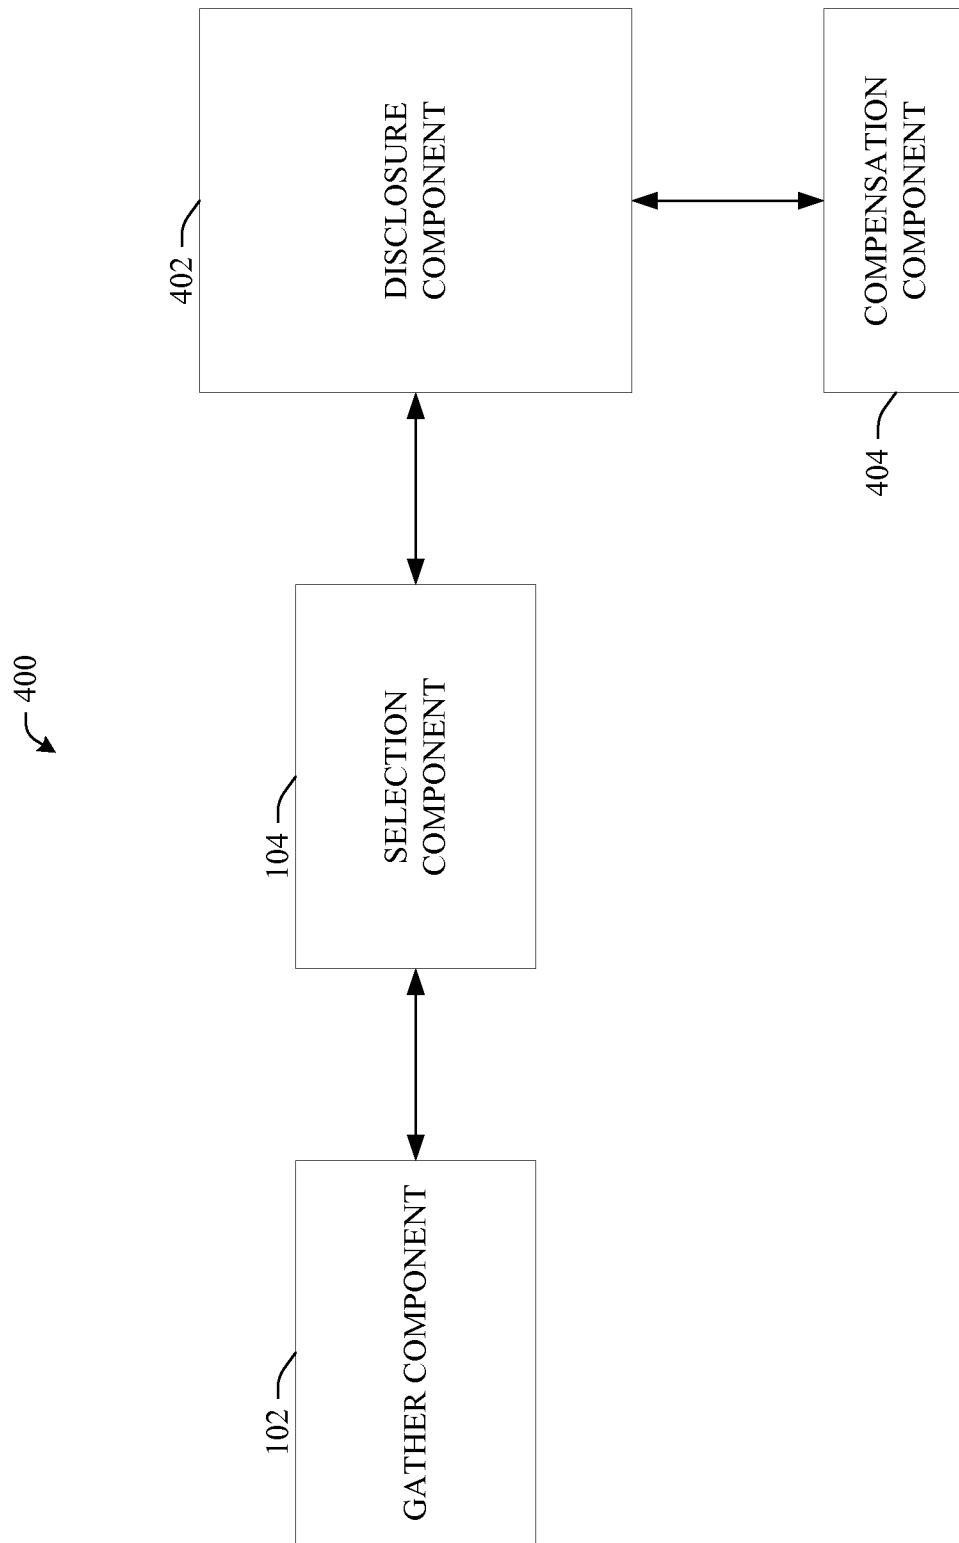 400
102
GATHER COMPONENT
104
SELECTION
COMPONENT
402
DISCLOSURE
COMPONENT
404
COMPENSATION
COMPONENT